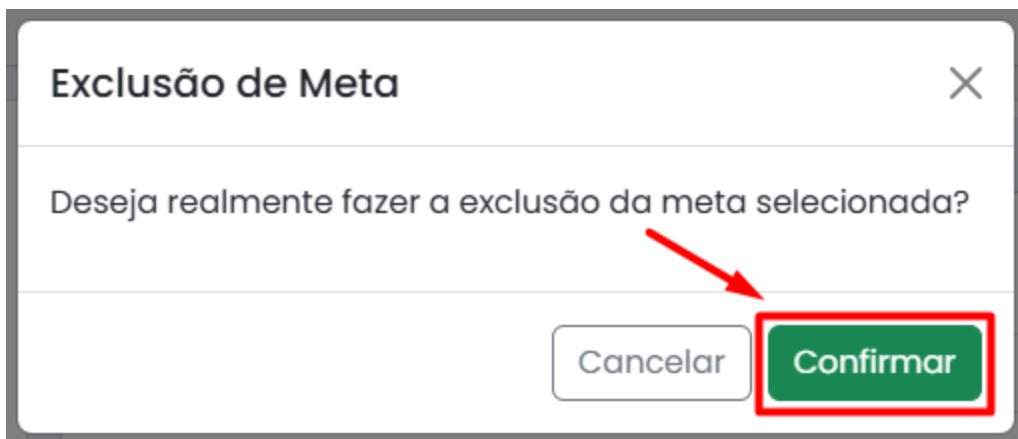 Exclusão de Meta
Deseja realmente fazer a exclusão da meta selecionada?
Cancelar
Confirmar